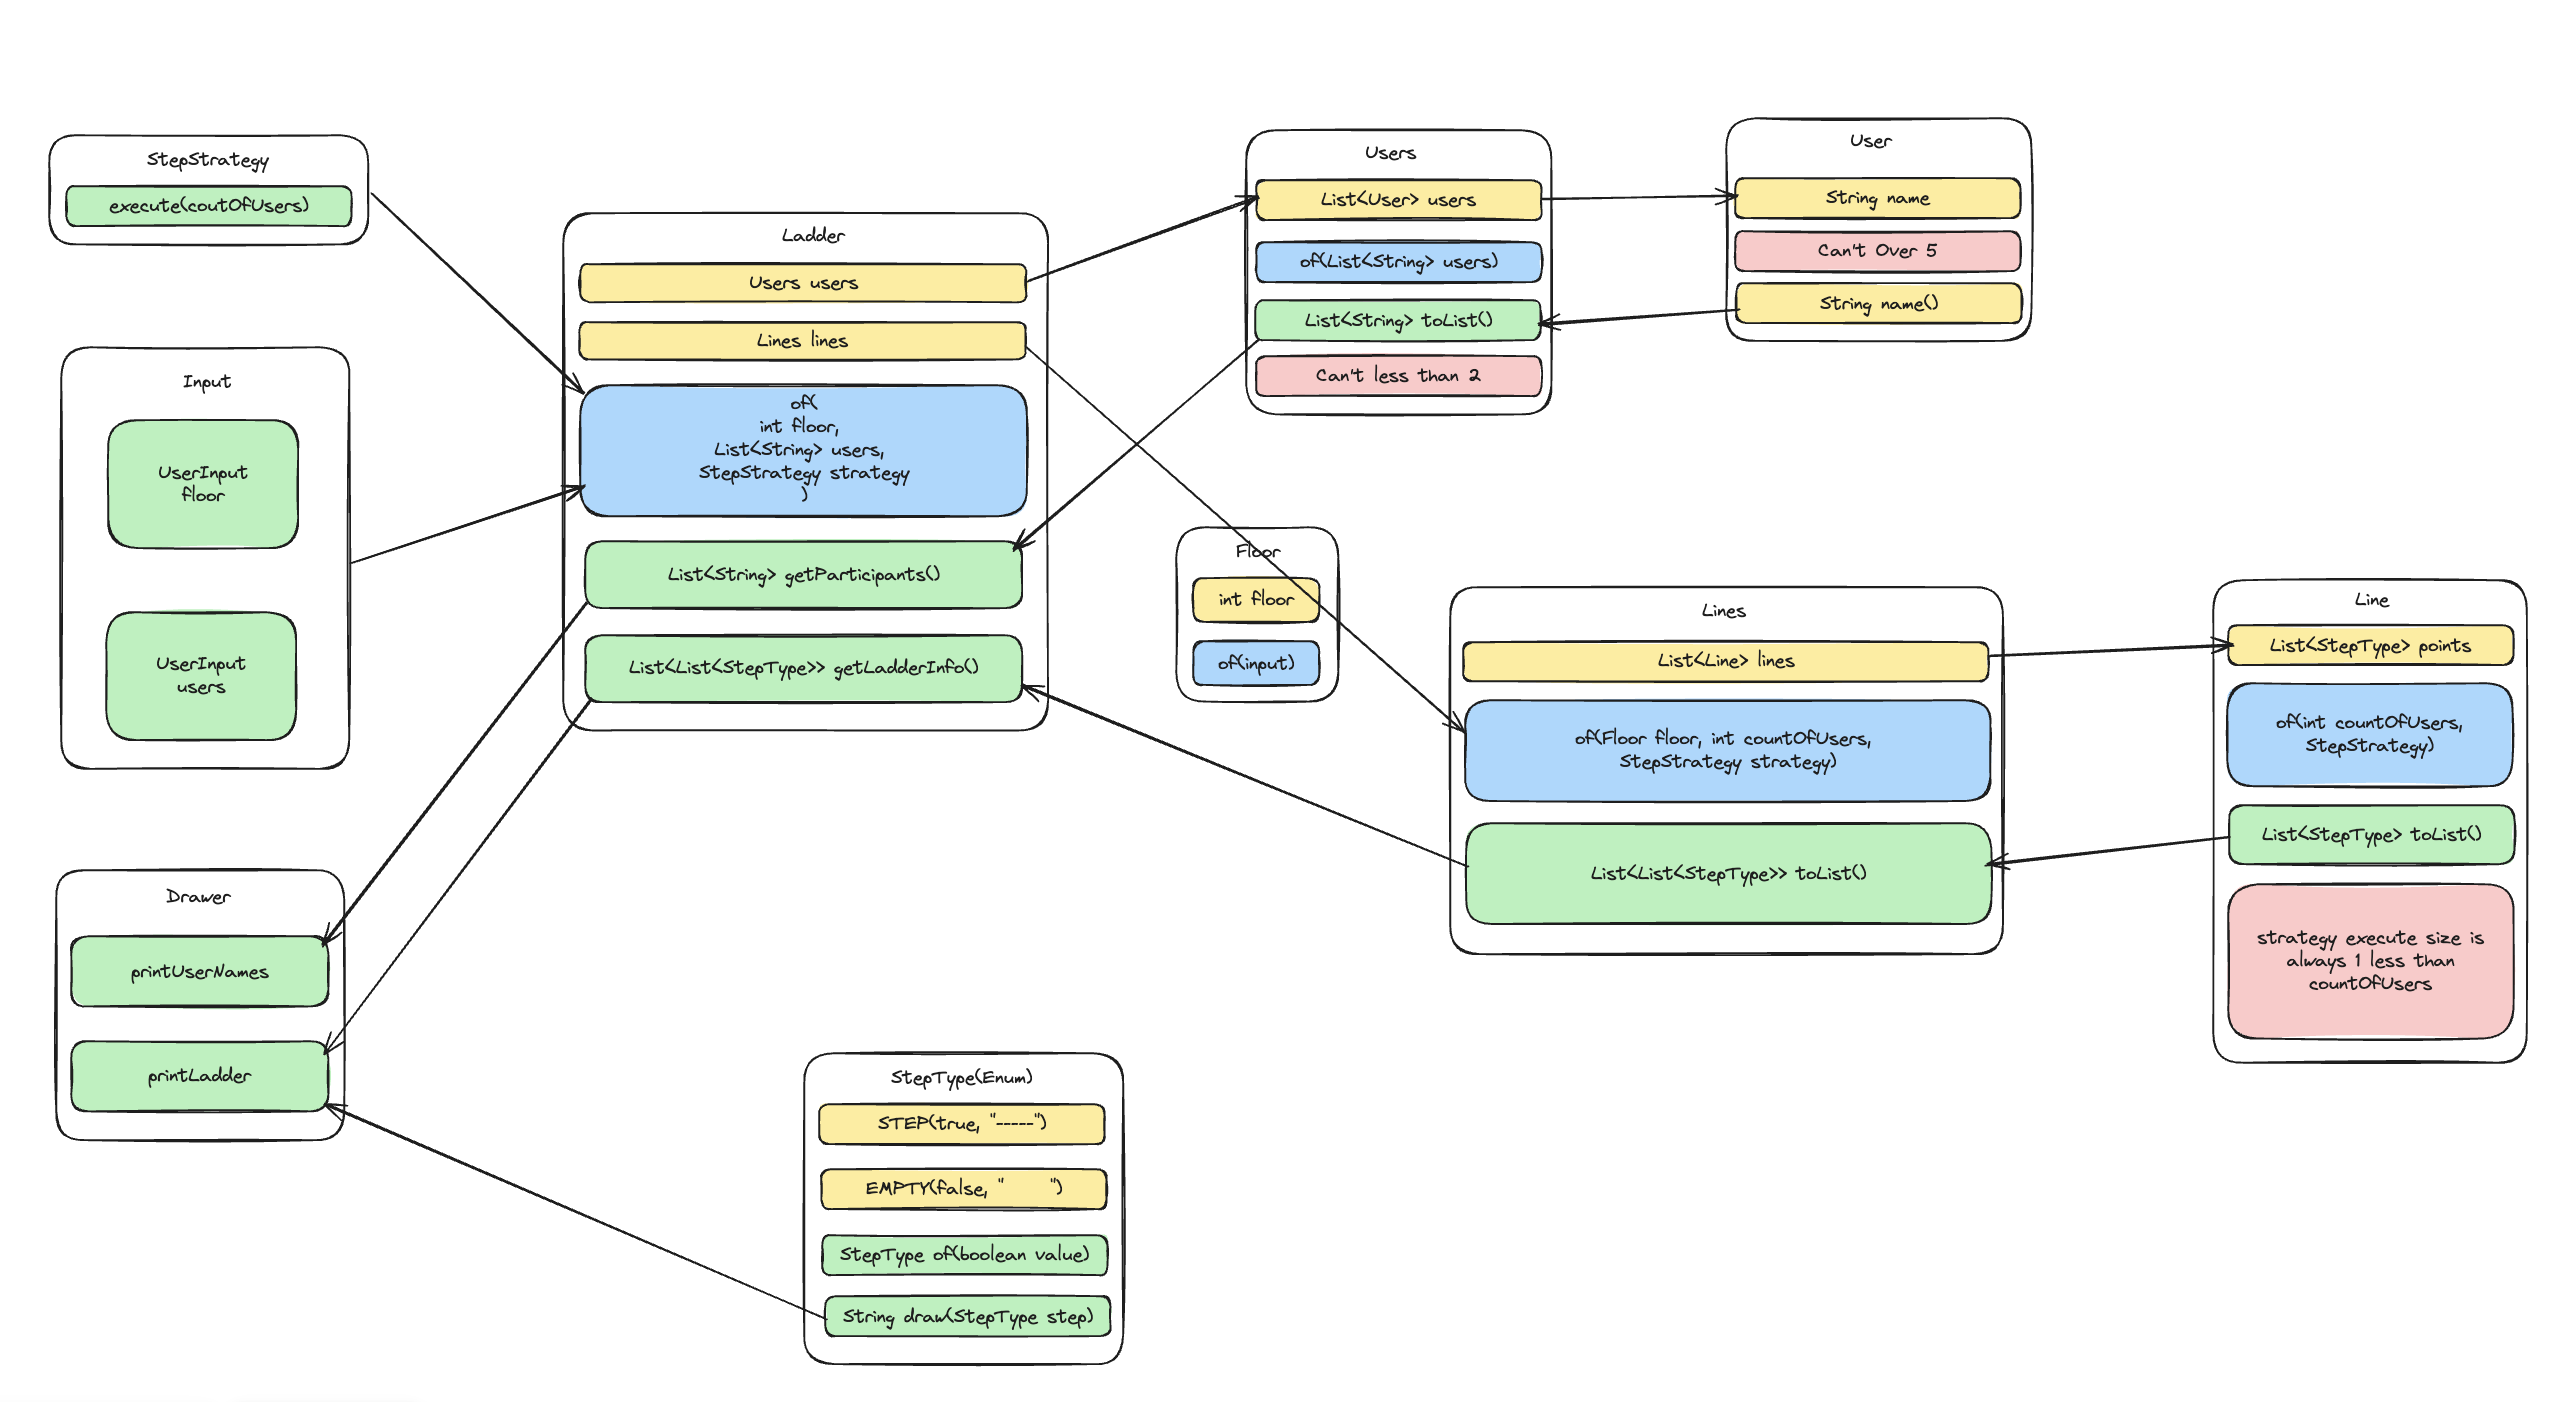 StepStrategy
execute(coutOfUsers)
Input
UserInput
floor
UserInput
users
Drawer
printUserNames
printLadder
Ladder
Users users
Lines lines
of(
int floor,
List<String> users,
StepStrategy strategy
)
List<String> getParticipants()
List<List<StepType>> getLadderInfo()
StepType(Enum)
STEP(true, "-----")
EMPTY(false, "     ")
StepType of(boolean value)
String draw(StepType step)
Users
List<User> users
of(List<String> users)
List<String> toList()
Can't less than 2
User
String name
Can't Over 5
String name()
Floor
int floor
of(input)
Lines
List<Line> lines
of(Floor floor, int countOfUsers,
StepStrategy strategy)
List<List<StepType>> toList()
Line
List<StepType> points
of(int countOfUsers,
StepStrategy)
List<StepType> toList()
strategy execute size is
always 1 less than
countOfUsers